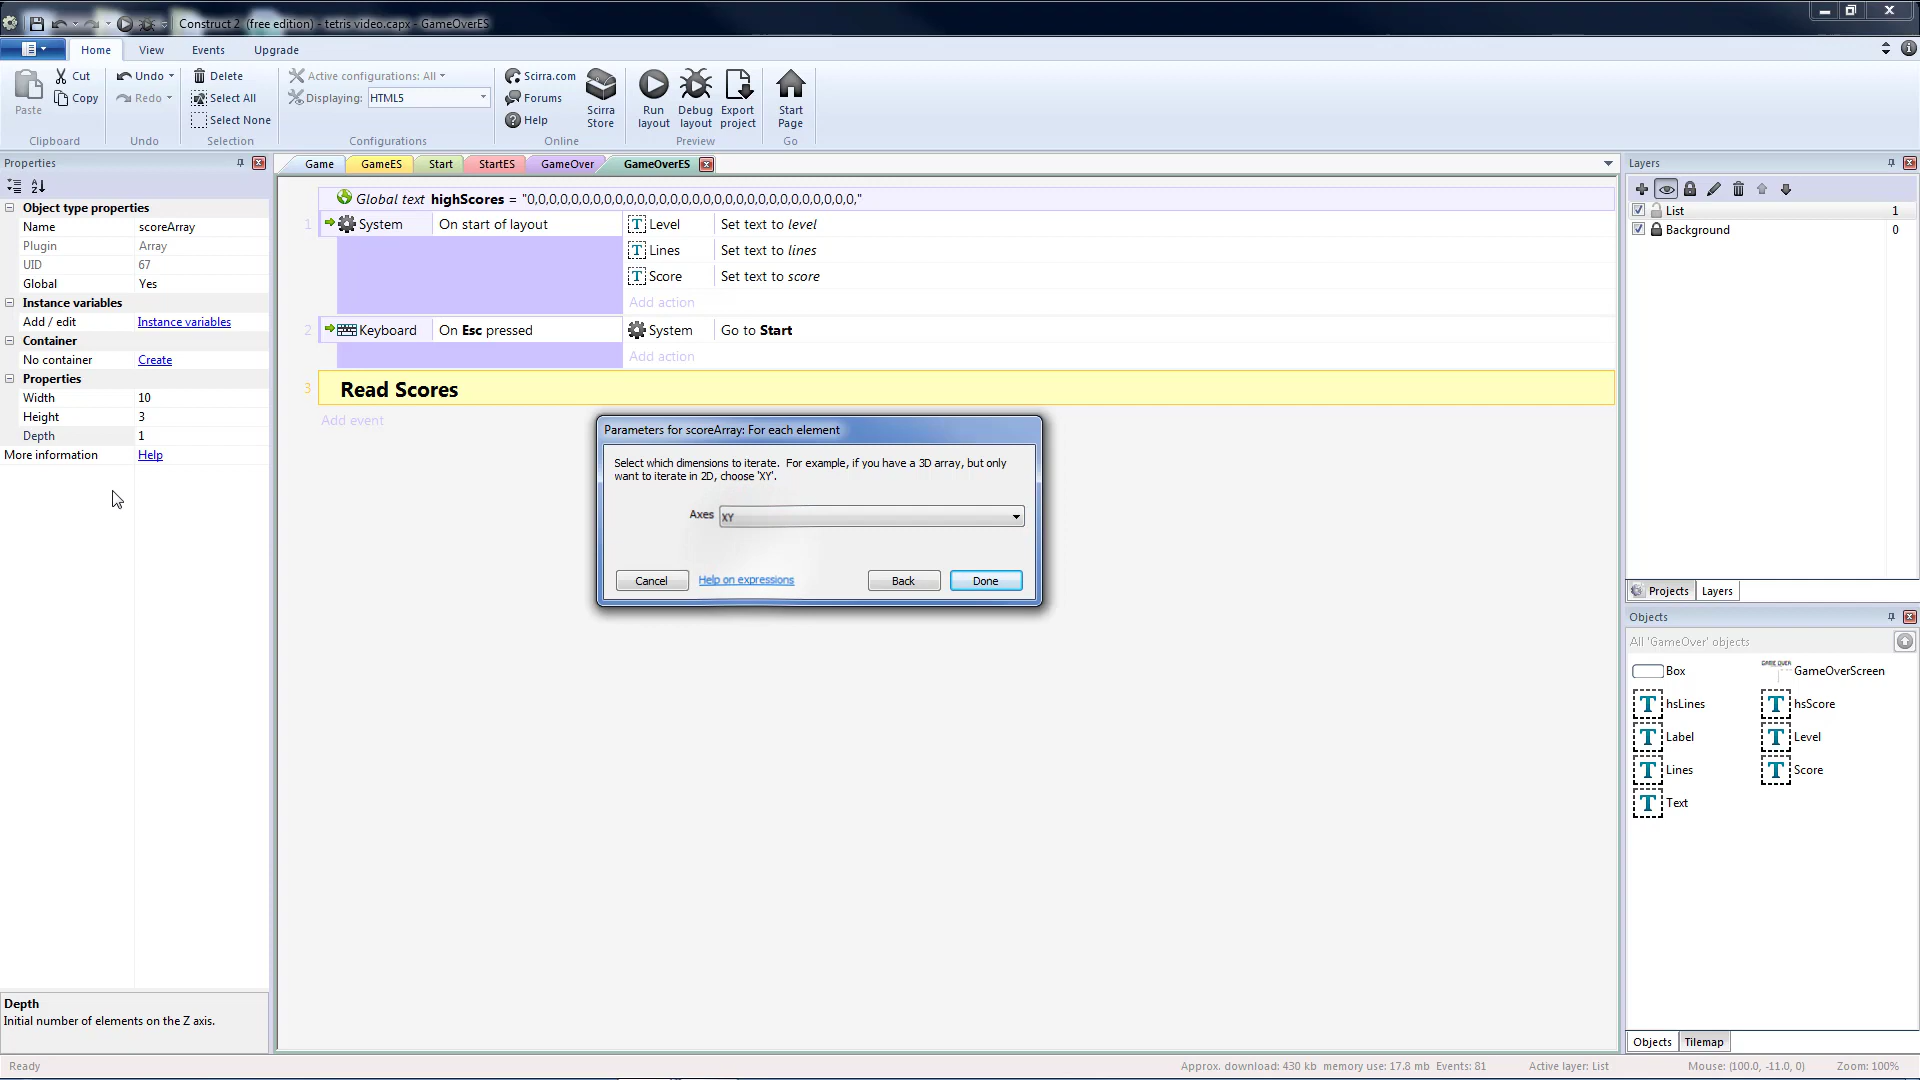 Construct 2 (free edition) - tetris video.capx - GameOverES
Home View Events Upgrade
Paste
Cut
Copy
Clipboard
Undo
Redo
Undo
Delete
Select All
Select None
Selection
Active configurations: All
Displaying: HTML5
Configurations
Scirra.com
Forums
Help
Scirra Store
Online
Run layout
Debug layout
Export project
Preview
Start Page
Go
Properties
Object type properties
Name scoreArray
Plugin Array
UID 67
Global Yes
Instance variables
Add / edit Instance variables
Container
No container Create
Properties
Width 10
Height 3
Depth 1
More information Help
Depth
Initial number of elements on the Z axis.
Game GameES Start StartES GameOver GameOverES
Global text highScores = "0,0,0,0,0,0,0,0,0,0,0,0,0,0,0,0,0,0,0,0,0,0,0,0,0,0,0,0,0,0,"
1 System On start of layout Level Set text to level
Lines Set text to lines
Score Set text to score
Add action
2 Keyboard On Esc pressed System Go to Start
Add action
3 Read Scores
Add event
Parameters for scoreArray: For each element
Select which dimensions to iterate. For example, if you have a 3D array, but only
want to iterate in 2D, choose 'XY'.
Axes XY
Cancel Help on expressions Back Done
Layers
List 1
Background 0
Projects Layers
Objects
All 'GameOver' objects
Box GAME OVER GameOverScreen
hsLines hsScore
Label Level
Lines Score
Text
Objects Tilemap
Ready Approx. download: 430 kb memory use: 17.8 mb Events: 81 Active layer: List Mouse: (100.0, -11.0, 0) Zoom: 100%